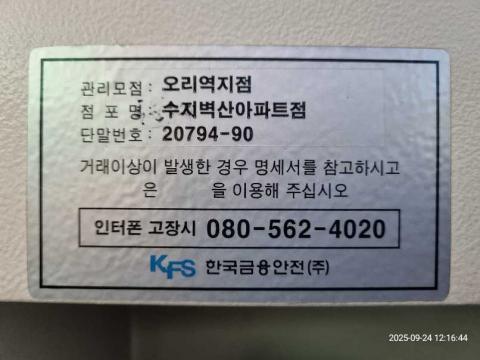 관리모점 : 오리역지점
점 포 명 : 수지벽산아파트점
단말번호 : 20794-90
거래이상이 발생한 경우 명세서를 참고하시고
은 을 이용해 주십시오
인터폰 고장시 080-562-4020
KFS 한국금융안전(주)
2025-09-24 12:16:44